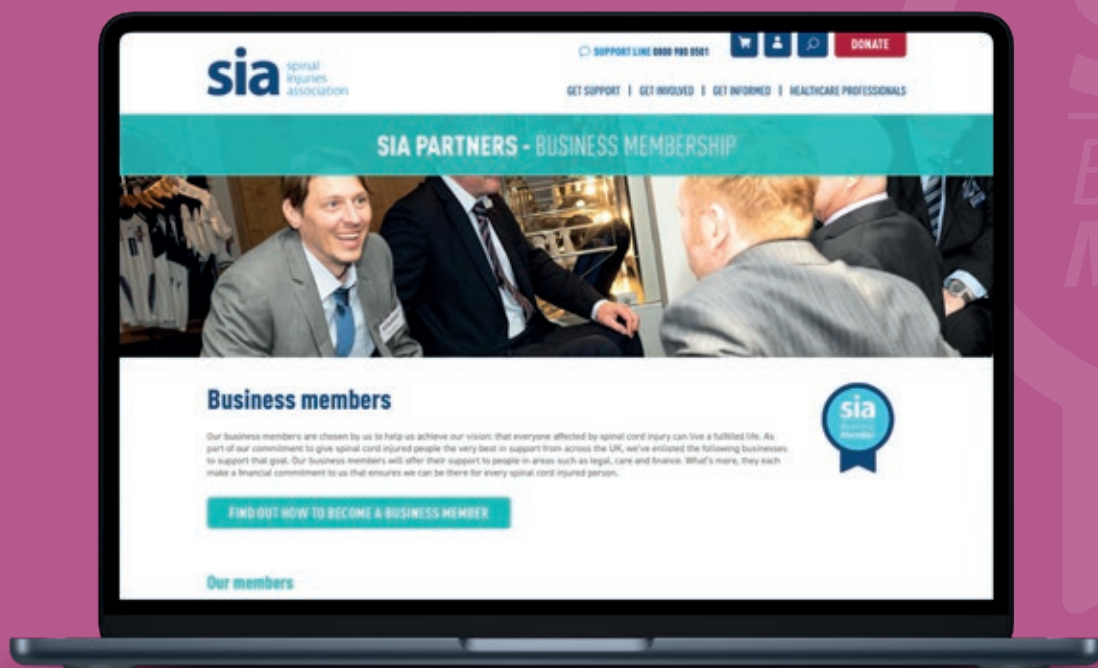 sia spinal
injuries
association
SUPPORT LINE 0800 980 0501
DONATE
GET SUPPORT | GET INVOLVED | GET INFORMED | HEALTHCARE PROFESSIONALS
SIA PARTNERS - BUSINESS MEMBERSHIP
Business members
sia
Business
Member
Our business members are chosen by us to help us achieve our vision: that everyone affected by spinal cord injury can live a fulfilled life. As
part of our commitment to give spinal cord injured people the very best in support from across the UK, we've enlisted the following businesses
to support that goal. Our business members will offer their support to people in areas such as legal, care and finance. What's more, they each
make a financial commitment to us that ensures we can be there for every spinal cord injured person.
FIND OUT HOW TO BECOME A BUSINESS MEMBER
Our members